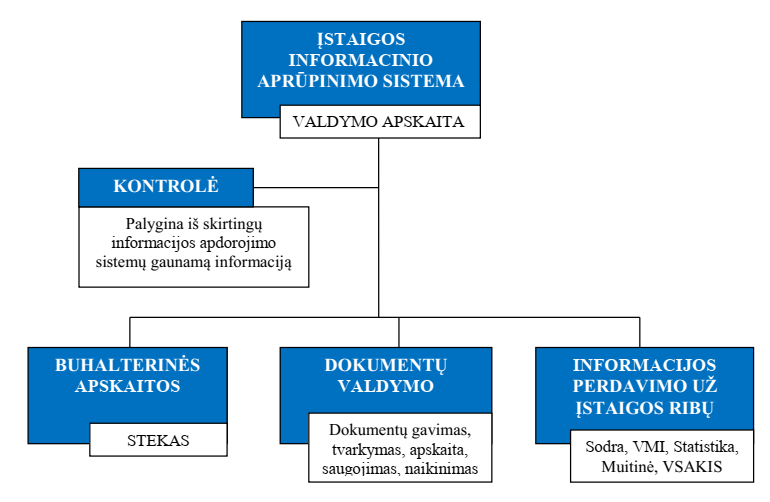 ĮSTAIGOS
INFORMACINIO
APRŪPINIMO SISTEMA
VALDYMO APSKAITA
KONTROLĖ
Palygina iš skirtingų
informacijos apdorojimo
sistemų gaunamą informaciją
BUHALTERINĖS
APSKAITOS
STEKAS
DOKUMENTŲ
VALDYMO
Dokumentų gavimas,
tvarkymas, apskaita,
saugojimas, naikinimas
INFORMACIJOS
PERDAVIMO UŽ
ĮSTAIGOS RIBŲ
Sodra, VMI, Statistika,
Muitinė, VSAKIS